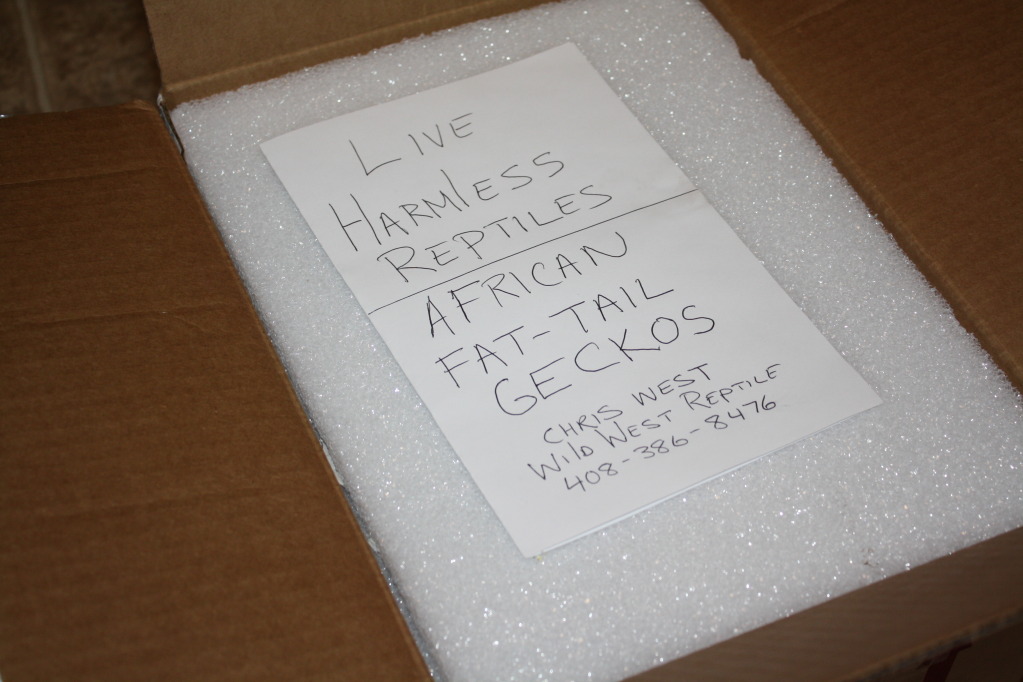 LIVE
HARMlESS
REPTILES
AFRICAN
FAT-TAIL
GECKOS
CHRIS WEST
WilD WEST REPTILE
408-386-8476